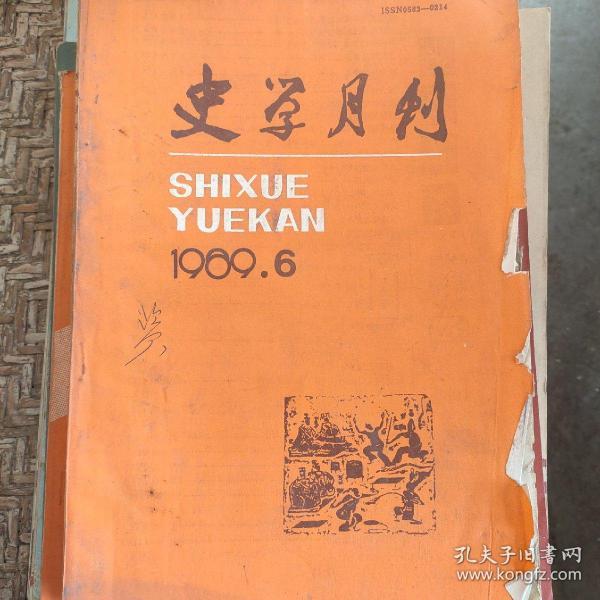 ISSN0583—0214
史学月刊
SHIXUE
YUEKAN
1989.6
孔夫子旧书网
www.kongfz.com